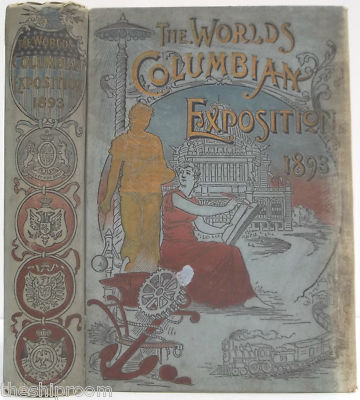 THE WORLDS
COLUMBIAN
EXPOSITION
1893
THE WORLDS
COLUMBIAN
EXPOSITION
1893
theshiproom